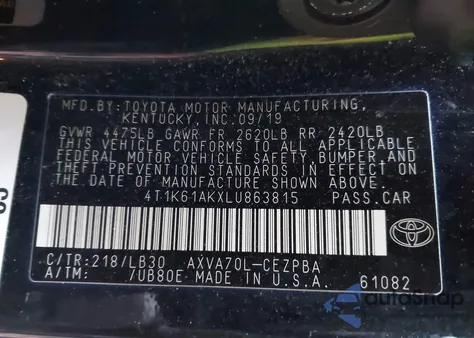 MFD. BY: TOYOTA MOTOR MANUFACTURING,
KENTUCKY, INC. 09/19
GVWR 4475LB GAWR FR 2620LB RR 2420LB
THIS VEHICLE CONFORMS TO ALL APPLICABLE
FEDERAL MOTOR VEHICLE SAFETY, BUMPER, AND
THEFT PREVENTION STANDARDS IN EFFECT ON
THE DATE OF MANUFACTURE SHOWN ABOVE.
4T1K61AKXLU863815 PASS.CAR
C/TR:218/LB30 AXVA70L-CEZPBA
A/TM: /UB80E MADE IN U.S.A. 61082
autosnap